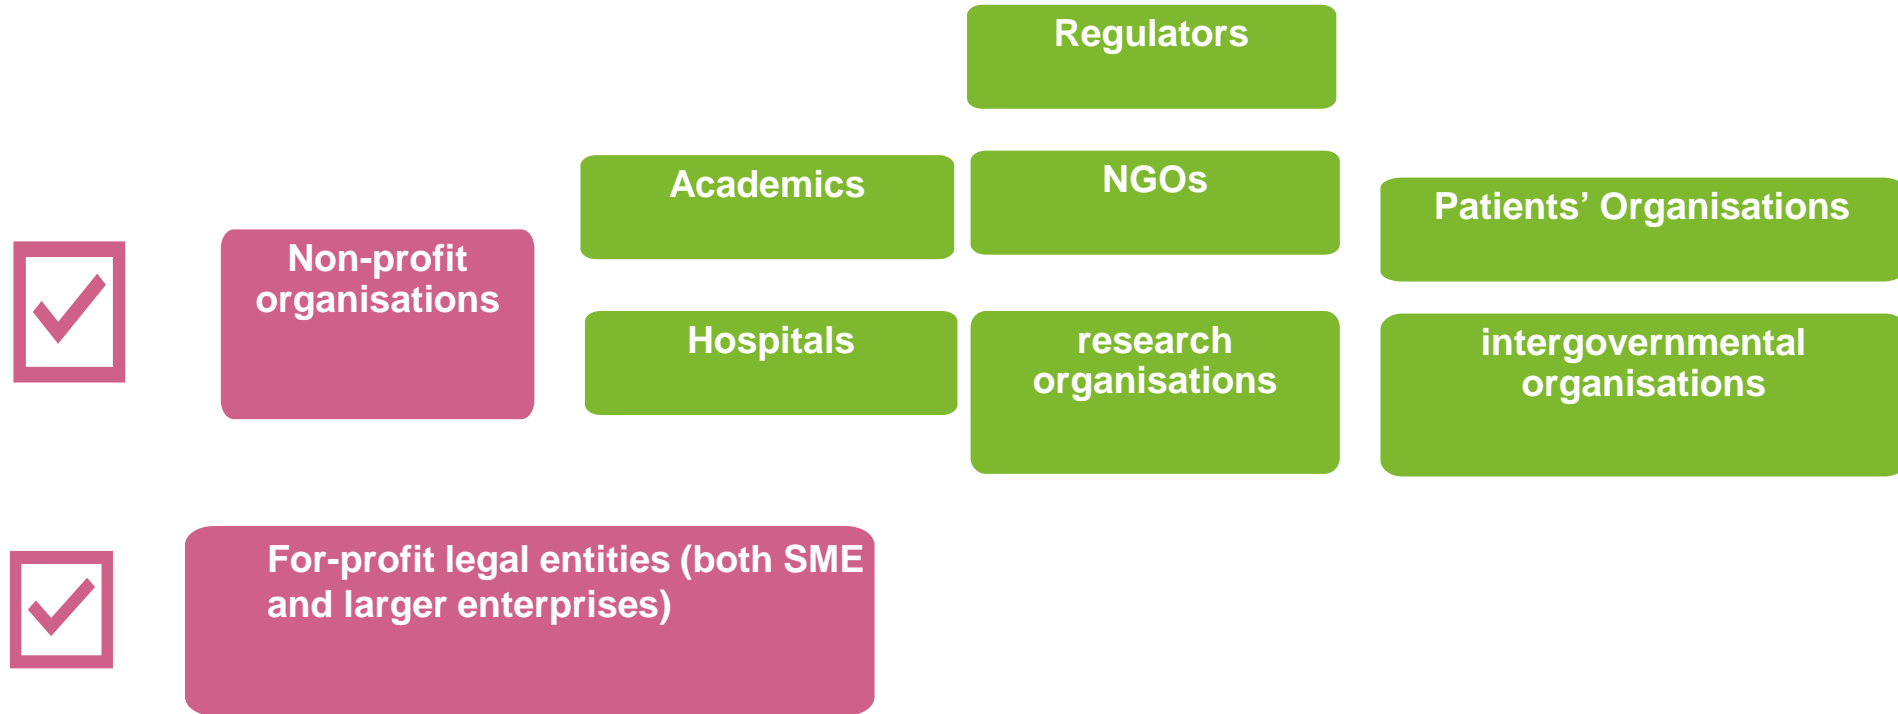 Regulators
Academics
NGOs
Patients’ Organisations
Non-profit
organisations
Hospitals
research
organisations
intergovernmental
organisations
For-profit legal entities (both SME
and larger enterprises)